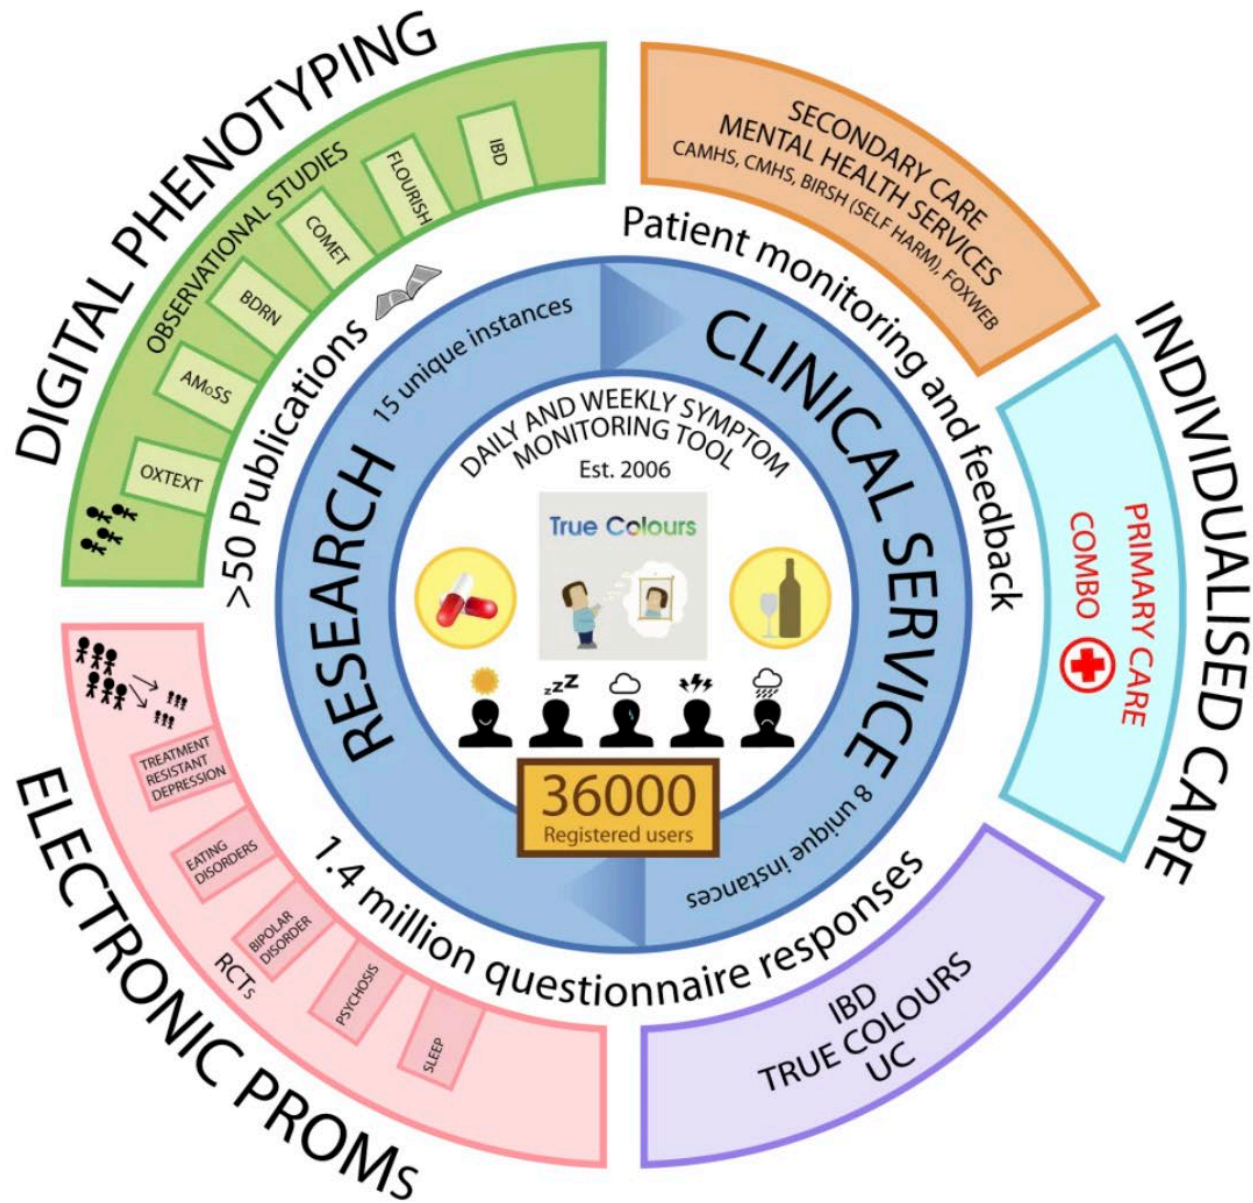 DIGITAL PHENOTYPING
OBSERVATIONAL STUDIES
OXTEXT
AMoSS
BDRN
COMET
FLOURISH
IBD
>50 Publications
SECONDARY CARE
MENTAL HEALTH SERVICES
CAMHS, CMHS, BIRSH (SELF HARM), FOXWEB
Patient monitoring and feedback
INDIVIDUALISED CARE
PRIMARY CARE
COMBO
RESEARCH
15 unique instances
CLINICAL SERVICE
8 unique instances
DAILY AND WEEKLY SYMPTOM
MONITORING TOOL
Est. 2006
True Colours
zzZ
36000
Registered users
1.4 million questionnaire responses
ELECTRONIC PROMs
TREATMENT
RESISTANT
DEPRESSION
EATING
DISORDERS
BIPOLAR
DISORDER
RCTs
PSYCHOSIS
SLEEP
IBD
TRUE COLOURS
UC